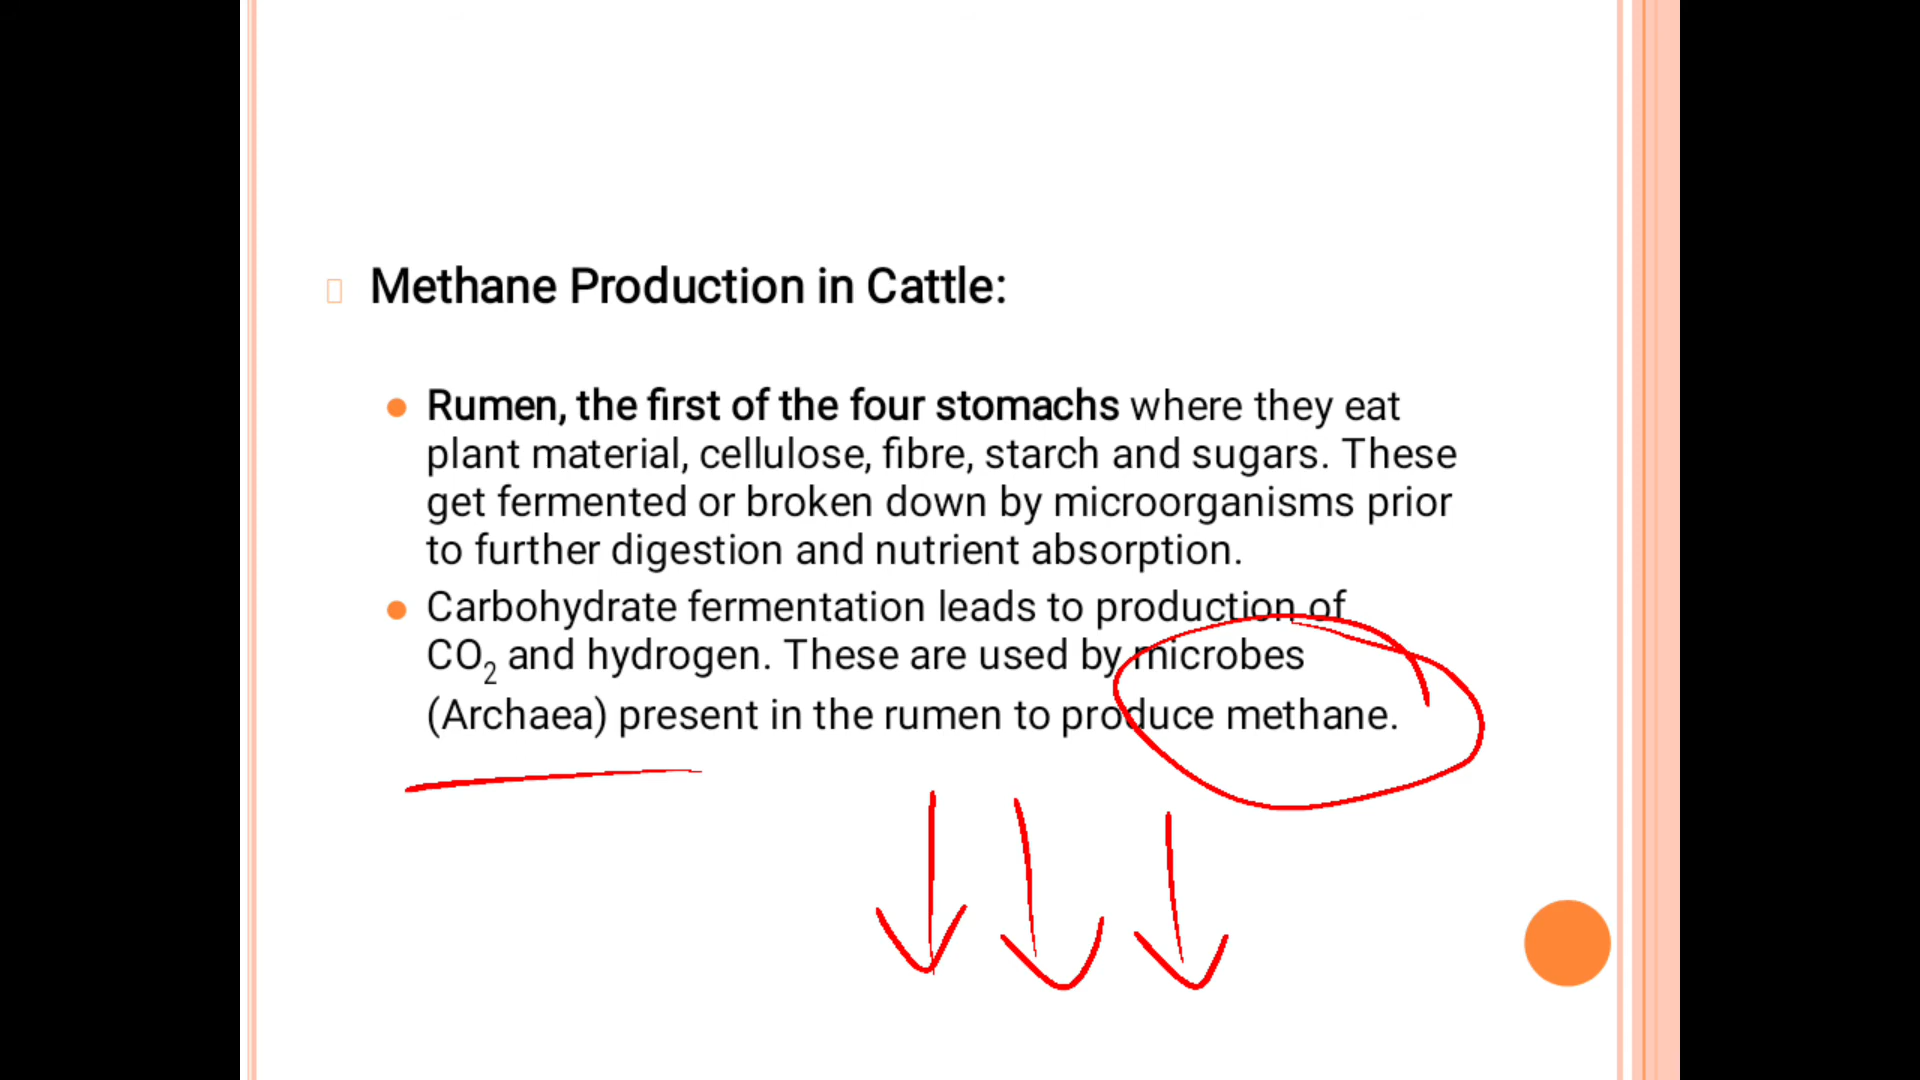 Methane Production in Cattle:
Rumen, the first of the four stomachs where they eat
plant material, cellulose, fibre, starch and sugars. These
get fermented or broken down by microorganisms prior
to further digestion and nutrient absorption.
Carbohydrate fermentation leads to production of
CO₂ and hydrogen. These are used by microbes
(Archaea) present in the rumen to produce methane.